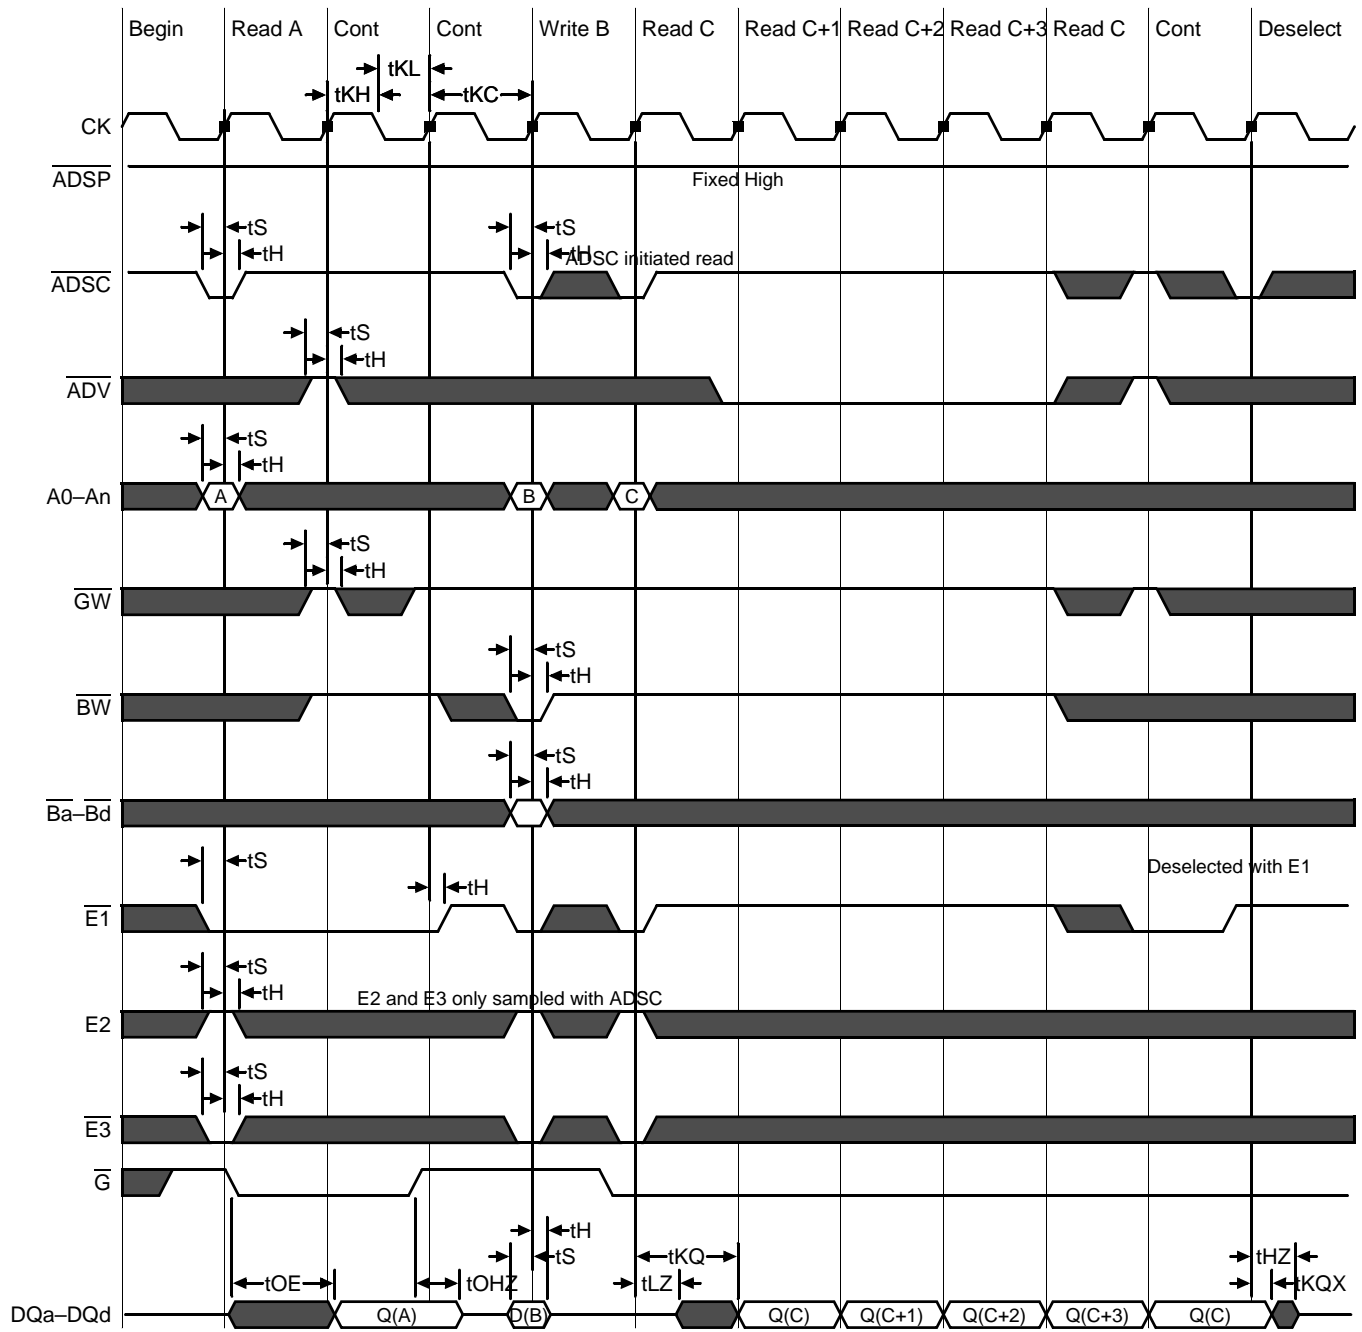 Begin Read A Cont Cont Write B Read C Read C+1 Read C+2 Read C+3 Read C Cont Deselect
tKL
tKH tKC
CK
ADSP
Fixed High
tS tS
tH tH
ADSC initiated read
ADSC
tS
tH
ADV
tS
tH
A0–An A B C
tS
tH
GW
tS
tH
BW
tS
tH
Ba–Bd
tS Deselected with E1
tH
E1
tS
tH
E2 and E3 only sampled with ADSC
E2
tS
tH
E3
G
tH
tS tKQ tHZ
tOE tOHZ tLZ tKQX
DQa–DQd Q(A) D(B) Q(C) Q(C+1) Q(C+2) Q(C+3) Q(C)